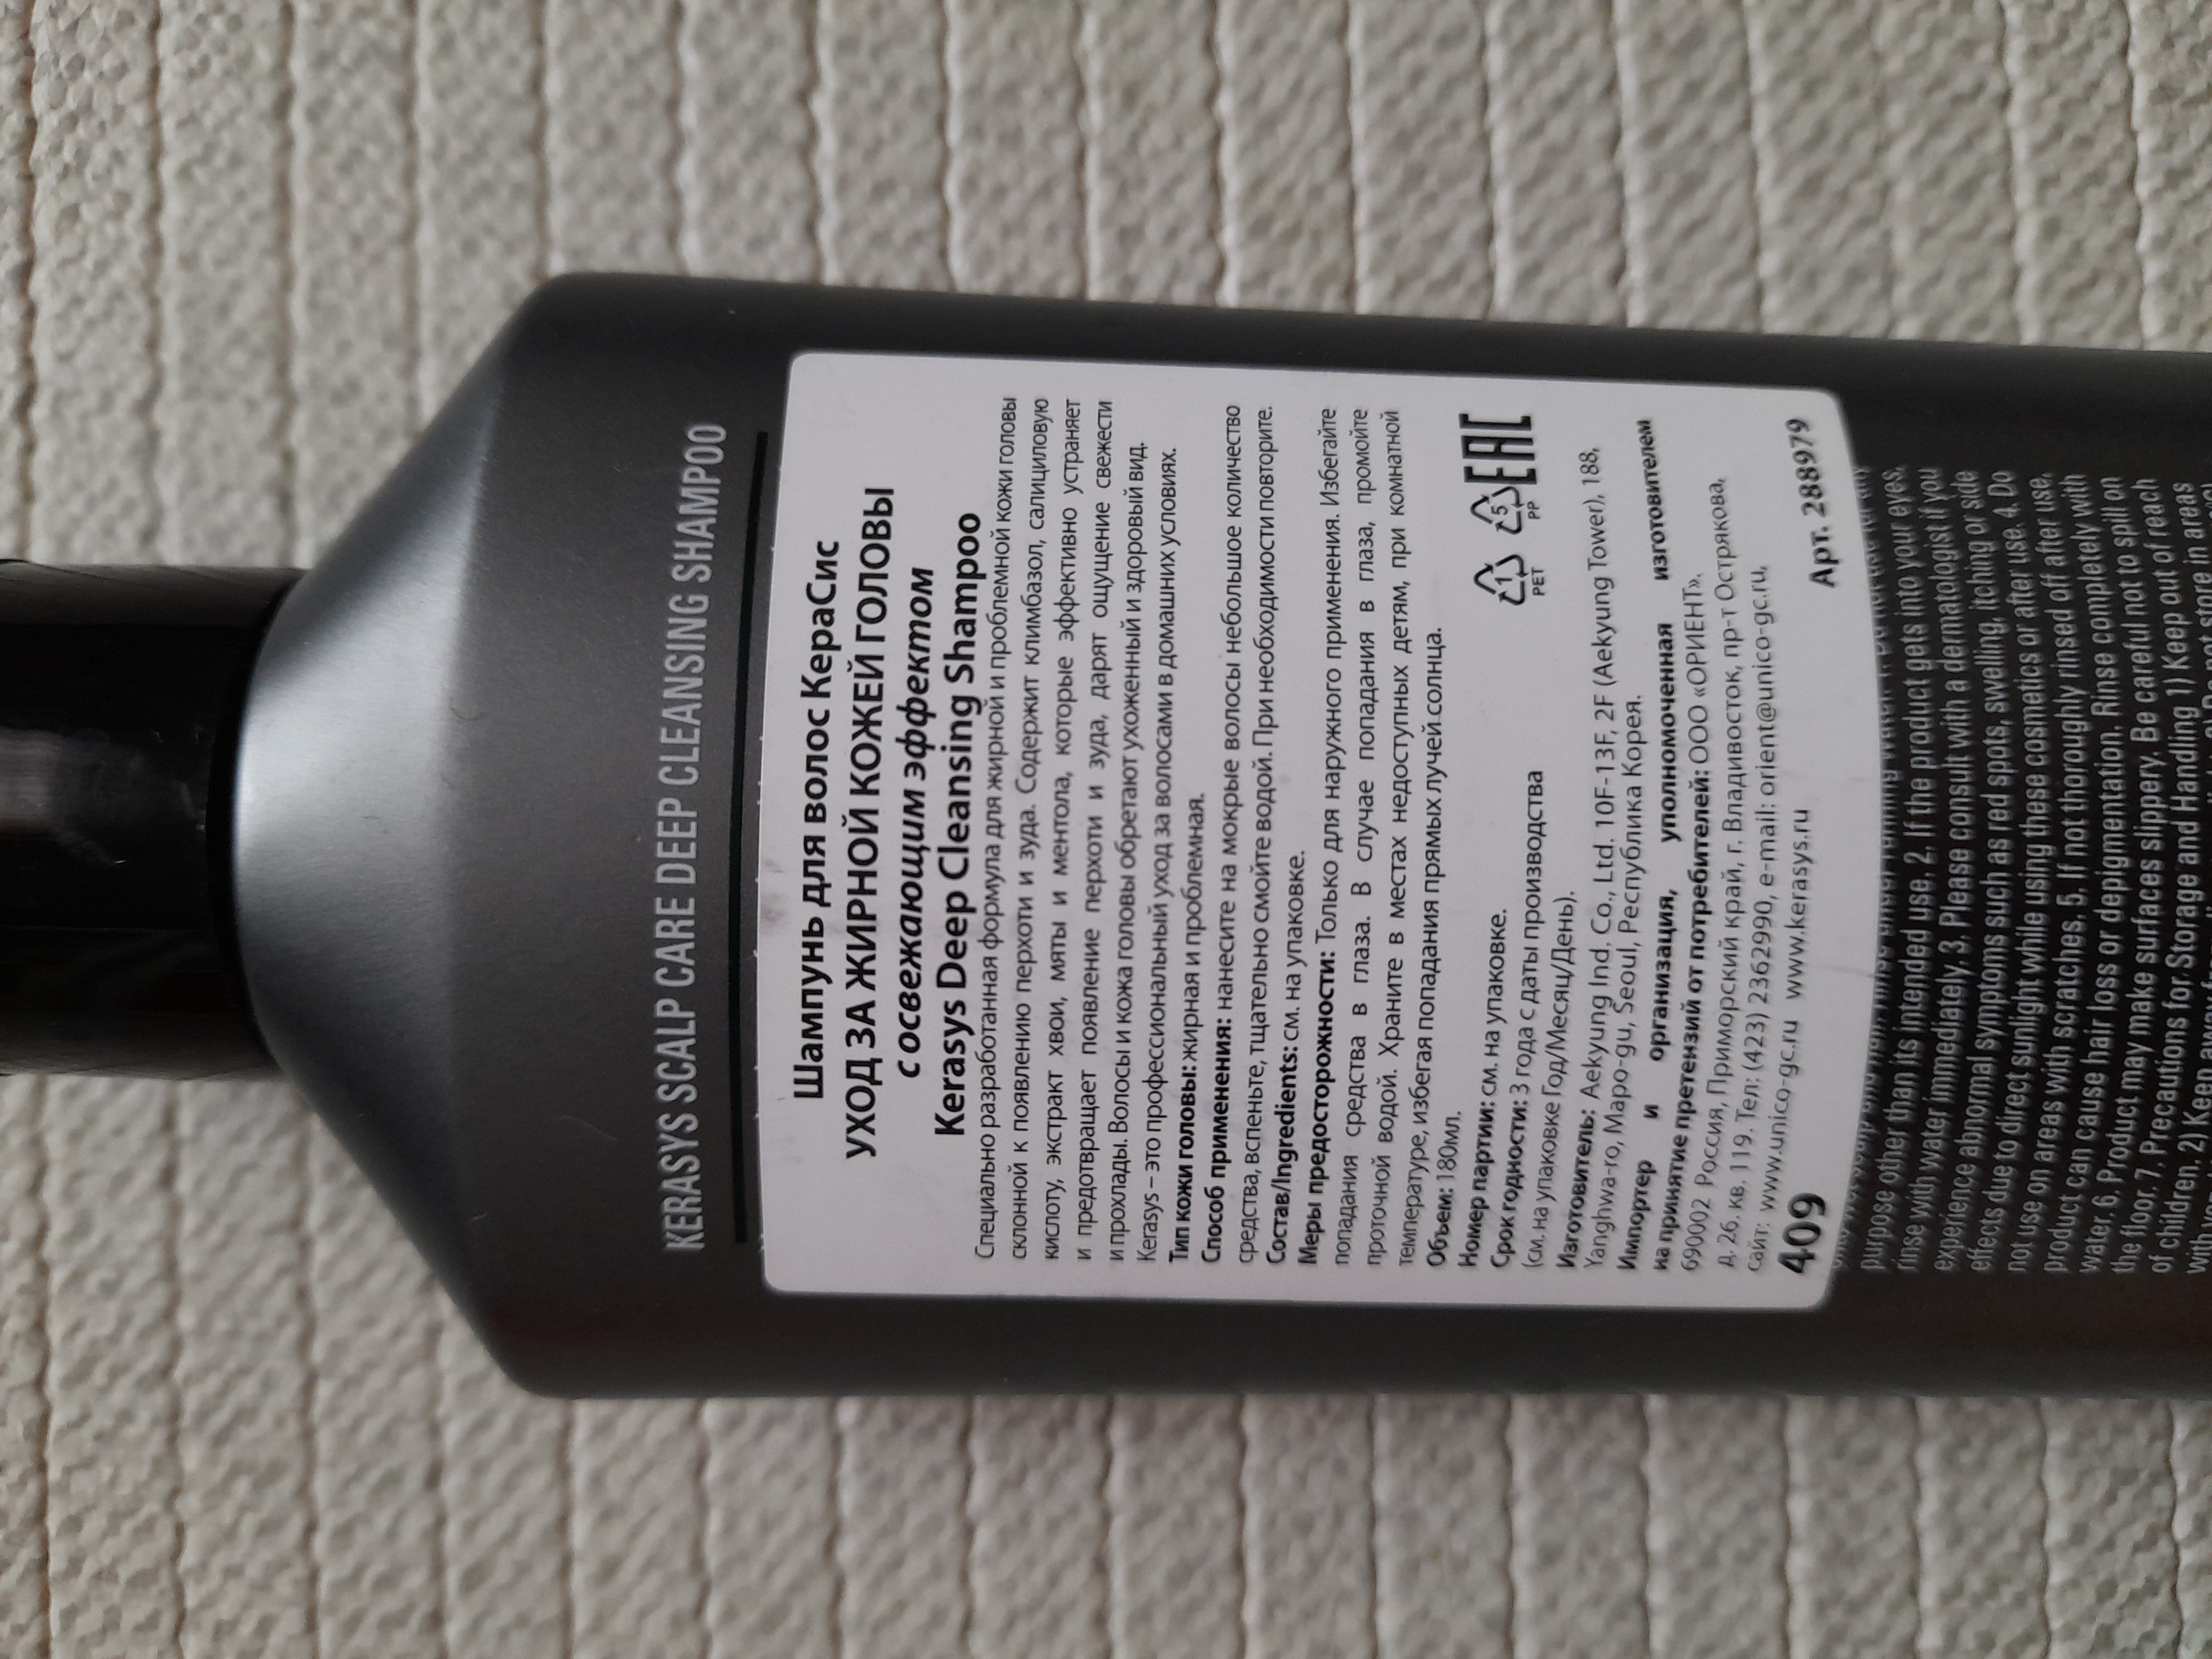 KERASYS SCALP CARE DEEP CLEANSING SHAMPOO
Шампунь для волос КераСис
УХОД ЗА ЖИРНОЙ КОЖЕЙ ГОЛОВЫ
с освежающим эффектом
Kerasys Deep Cleansing Shampoo
Специально разработанная формула для жирной и проблемной кожи головы
склонной к появлению перхоти и зуда. Содержит климбазол, салициловую
кислоту, экстракт хвои, мяты и ментола, которые эффективно устраняет
и предотвращает появление перхоти и зуда, дарят ощущение свежести
и прохлады. Волосы и кожа головы обретают ухоженный и здоровый вид.
Kerasys – это профессиональный уход за волосами в домашних условиях.
Тип кожи головы: жирная и проблемная.
Способ применения: нанесите на мокрые волосы небольшое количество
средства, вспеньте, тщательно смойте водой. При необходимости повторите.
Состав/Ingredients: см. на упаковке.
Меры предосторожности: Только для наружного применения. Избегайте
попадания средства в глаза. В случае попадания в глаза, промойте
проточной водой. Храните в местах недоступных детям, при комнатной
температуре, избегая попадания прямых лучей солнца.
Объем: 180мл.
Номер партии: см. на упаковке.
Срок годности: 3 года с даты производства
(см. на упаковке Год/Месяц/День).
1 PET 5 PP EAC
Изготовитель: Aekyung Ind. Co., Ltd. 10F-13F, 2F (Aekyung Tower), 188,
Yanghwa-ro, Mapo-gu, Seoul, Республика Корея.
Импортер и организация, уполномоченная изготовителем
на принятие претензий от потребителей: ООО «ОРИЕНТ».
690002 Россия, Приморский край, г. Владивосток, пр-т Острякова,
д. 26, кв. 119. Тел: (423) 2362990, e-mail: orient@unico-gc.ru,
сайт: www.unico-gc.ru www.kerasys.ru
409 Арт. 288979
purpose other than its intended use. 2. If the product gets into your eyes,
rinse with water immediately. 3. Please consult with a dermatologist if you
experience abnormal symptoms such as red spots, swelling, itching or side
effects due to direct sunlight while using these cosmetics or after use. 4. Do
not use on areas with scratches. 5. If not thoroughly rinsed off after use,
product can cause hair loss or depigmentation. Rinse completely with
water. 6. Product may make surfaces slippery. Be careful not to spill on
the floor. 7. Precautions for Storage and Handling 1) Keep out of reach
of children. 2) Keep store in areas